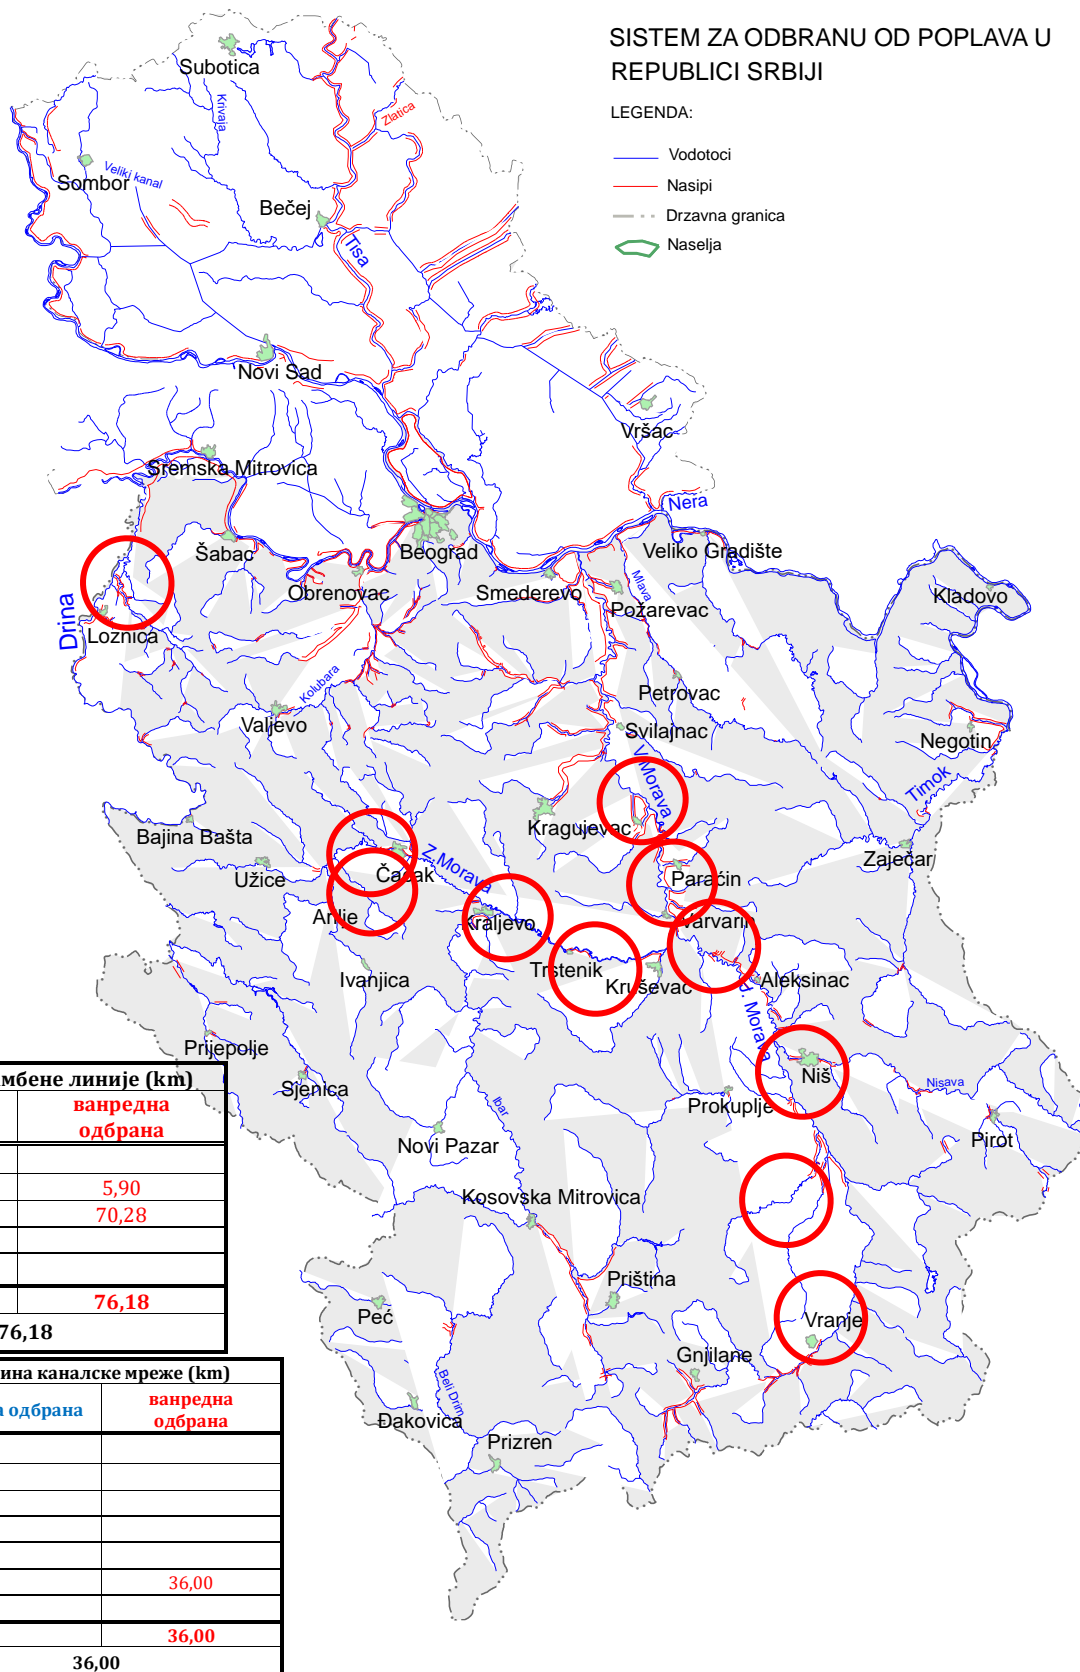 SISTEM ZA ODBRANU OD POPLAVA U
REPUBLICI SRBIJI
LEGENDA:
Vodotoci
Nasipi
Drzavna granica
Naselja
Subotica
Krivaja
Zlatica
Sombor
Veliki kanal
Bečej
Tisa
Novi Sad
Vršac
Sremska Mitrovica
Nera
Šabac
Beograd
Veliko Gradište
Obrenovac
Smederevo
Mlava
Požarevac
Kladovo
Drina
Loznica
Kolubara
Petrovac
Valjevo
Svilajnac
Negotin
V.Morava
Timok
Bajina Bašta
Kragujevac
Z.Morava
Zaječar
Užice
Čačak
Paraćin
Arilje
Kraljevo
Varvarin
Ivanjica
Trstenik
Kruševac
Aleksinac
J. Morava
Prijepolje
Sjenica
Niš
Nisava
Ibar
Prokuplje
Novi Pazar
Pirot
Kosovska Mitrovica
Priština
Peć
Vranje
Gnjilane
Beli Drim
Đakovica
Prizren
мбене линије (km)
ванредна
одбрана
5,90
70,28
76,18
76,18
ина каналске мреже (km)
а одбрана
ванредна
одбрана
36,00
36,00
36,00